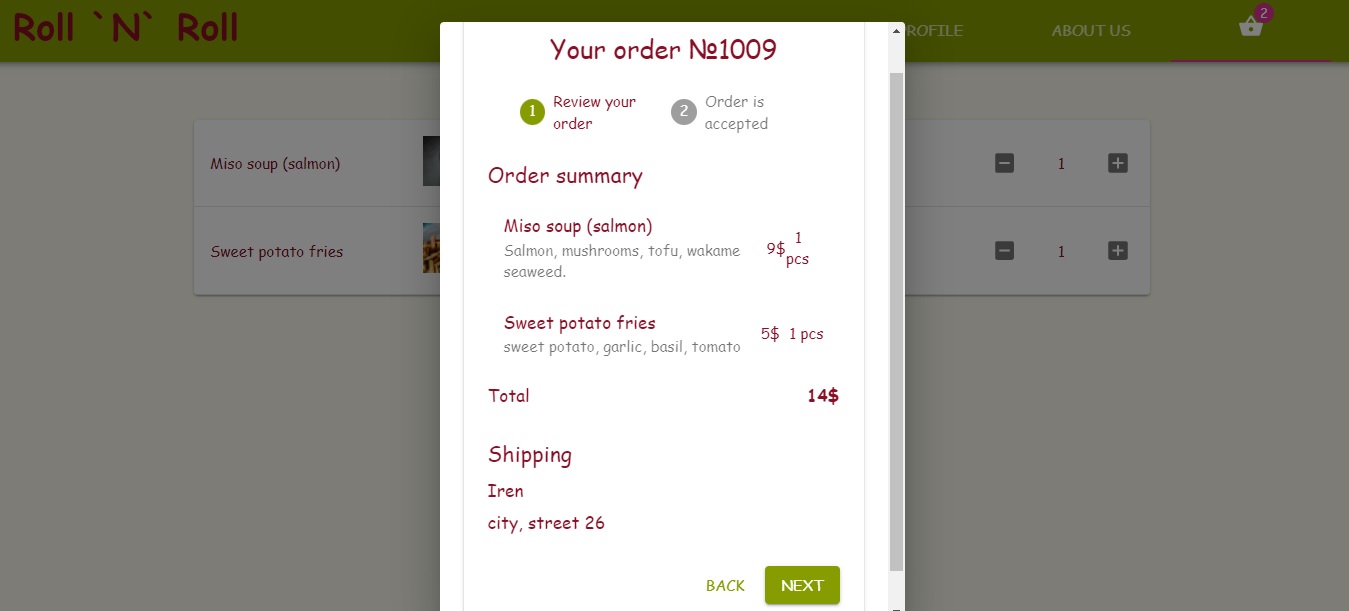 Roll `N` Roll
PROFILE
ABOUT US
2
Your order №1009
1
Review your
order
2
Order is
accepted
Order summary
Miso soup (salmon)
Salmon, mushrooms, tofu, wakame
seaweed.
9$
1
pcs
Sweet potato fries
sweet potato, garlic, basil, tomato
5$ 1 pcs
Total 14$
Shipping
Iren
city, street 26
BACK NEXT
Miso soup (salmon)
1
Sweet potato fries
1